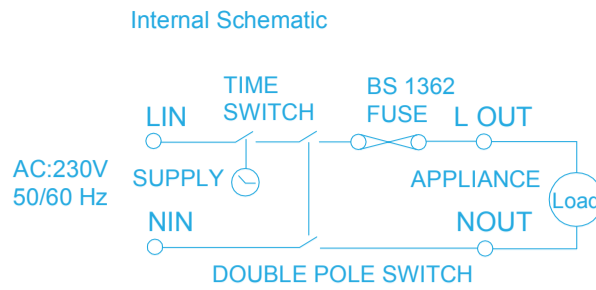 Internal Schematic
TIME
SWITCH
BS 1362
FUSE
LIN
L OUT
AC:230V
50/60 Hz
SUPPLY
APPLIANCE
Load
NIN
NOUT
DOUBLE POLE SWITCH